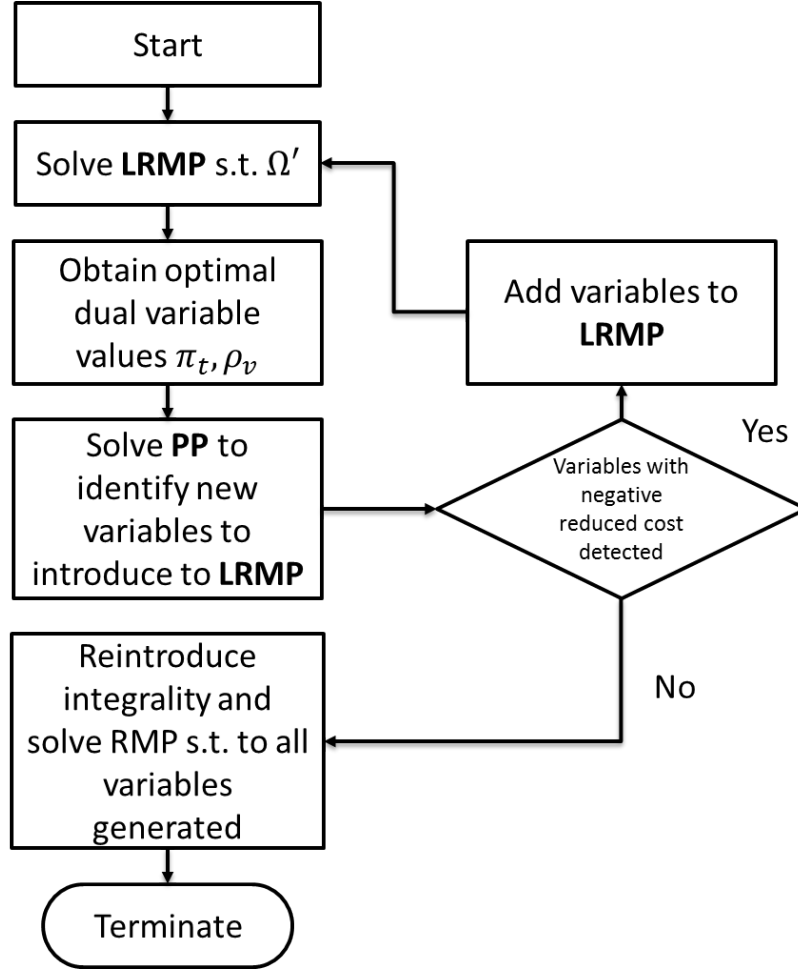 Start
Solve LRMP s.t. Ω′
Obtain optimal
dual variable
values π_t, ρ_v
Solve PP to
identify new
variables to
introduce to LRMP
Add variables to
LRMP
Yes
Variables with
negative
reduced cost
detected
No
Reintroduce
integrality and
solve RMP s.t. to all
variables
generated
Terminate